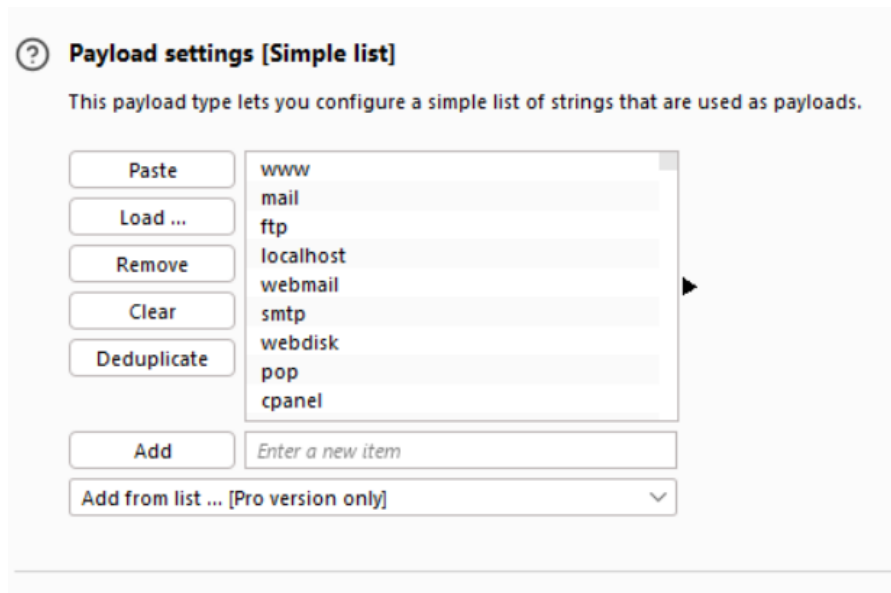 ?
Payload settings [Simple list]
This payload type lets you configure a simple list of strings that are used as payloads.
Paste
Load ...
Remove
Clear
Deduplicate
www
mail
ftp
localhost
webmail
smtp
webdisk
pop
cpanel
Add
Enter a new item
Add from list ... [Pro version only]